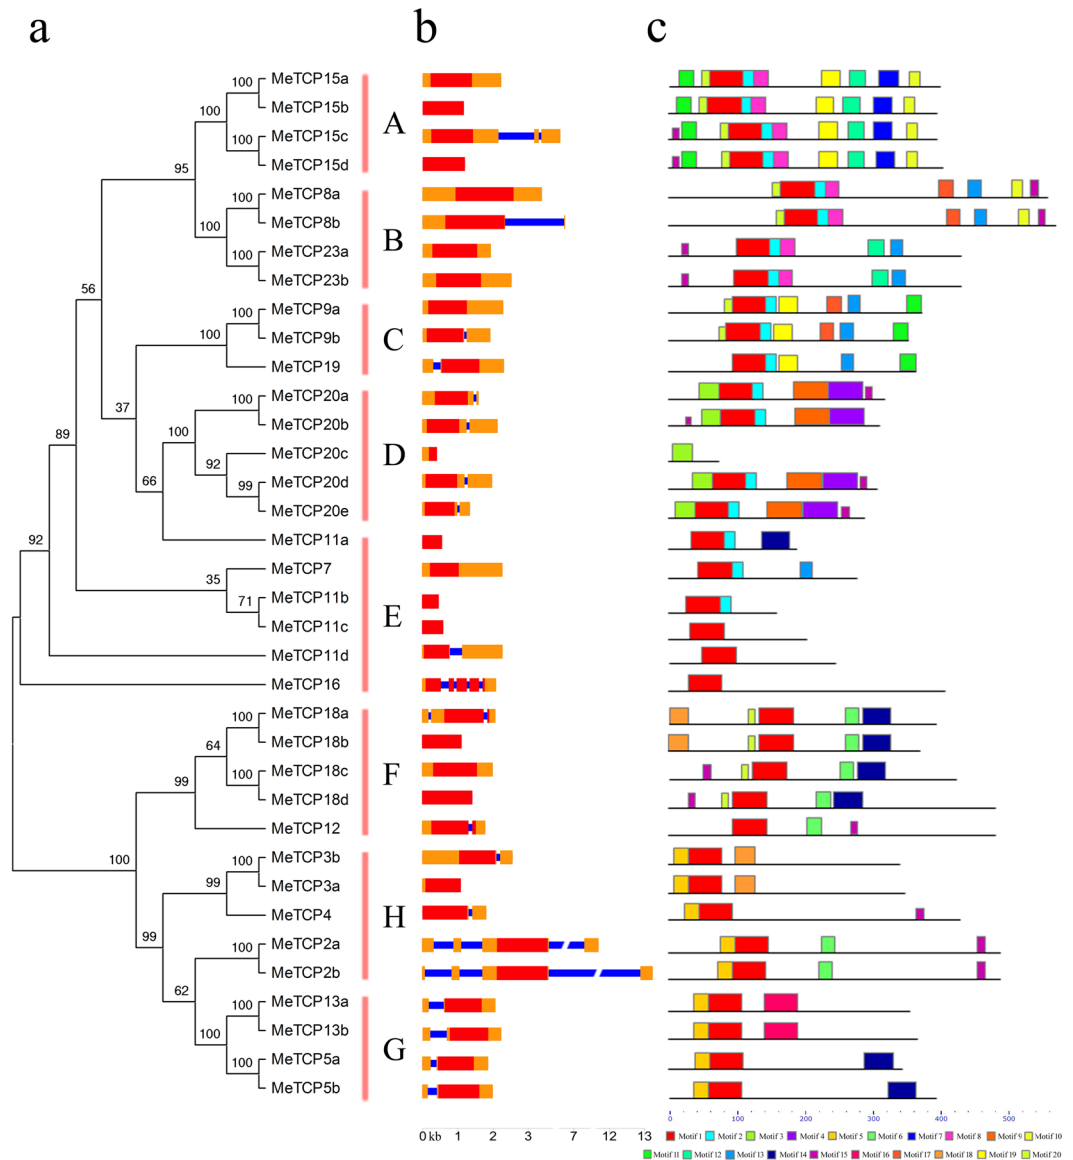 a b c
MeTCP15a
100
MeTCP15b
100
A
MeTCP15c
100
MeTCP15d
95
MeTCP8a
100
MeTCP8b
100
B
MeTCP23a
100
MeTCP23b
56
MeTCP9a
100
MeTCP9b
100
C
MeTCP19
37
MeTCP20a
100
MeTCP20b
100
89
MeTCP20c
D
92
MeTCP20d
99
66
MeTCP20e
MeTCP11a
92
MeTCP7
35
MeTCP11b
71
E
MeTCP11c
MeTCP11d
MeTCP16
MeTCP18a
100
MeTCP18b
64
F
MeTCP18c
100
99
MeTCP18d
MeTCP12
100
MeTCP3b
100
MeTCP3a
99
H
MeTCP4
99
MeTCP2a
100
MeTCP2b
62
MeTCP13a
100
MeTCP13b
100
G
MeTCP5a
100
MeTCP5b
0 kb 1 2 3 7 12 13
0 100 200 300 400 500
Motif 1 Motif 2 Motif 3 Motif 4 Motif 5 Motif 6 Motif 7 Motif 8 Motif 9 Motif 10
Motif 11 Motif 12 Motif 13 Motif 14 Motif 15 Motif 16 Motif 17 Motif 18 Motif 19 Motif 20